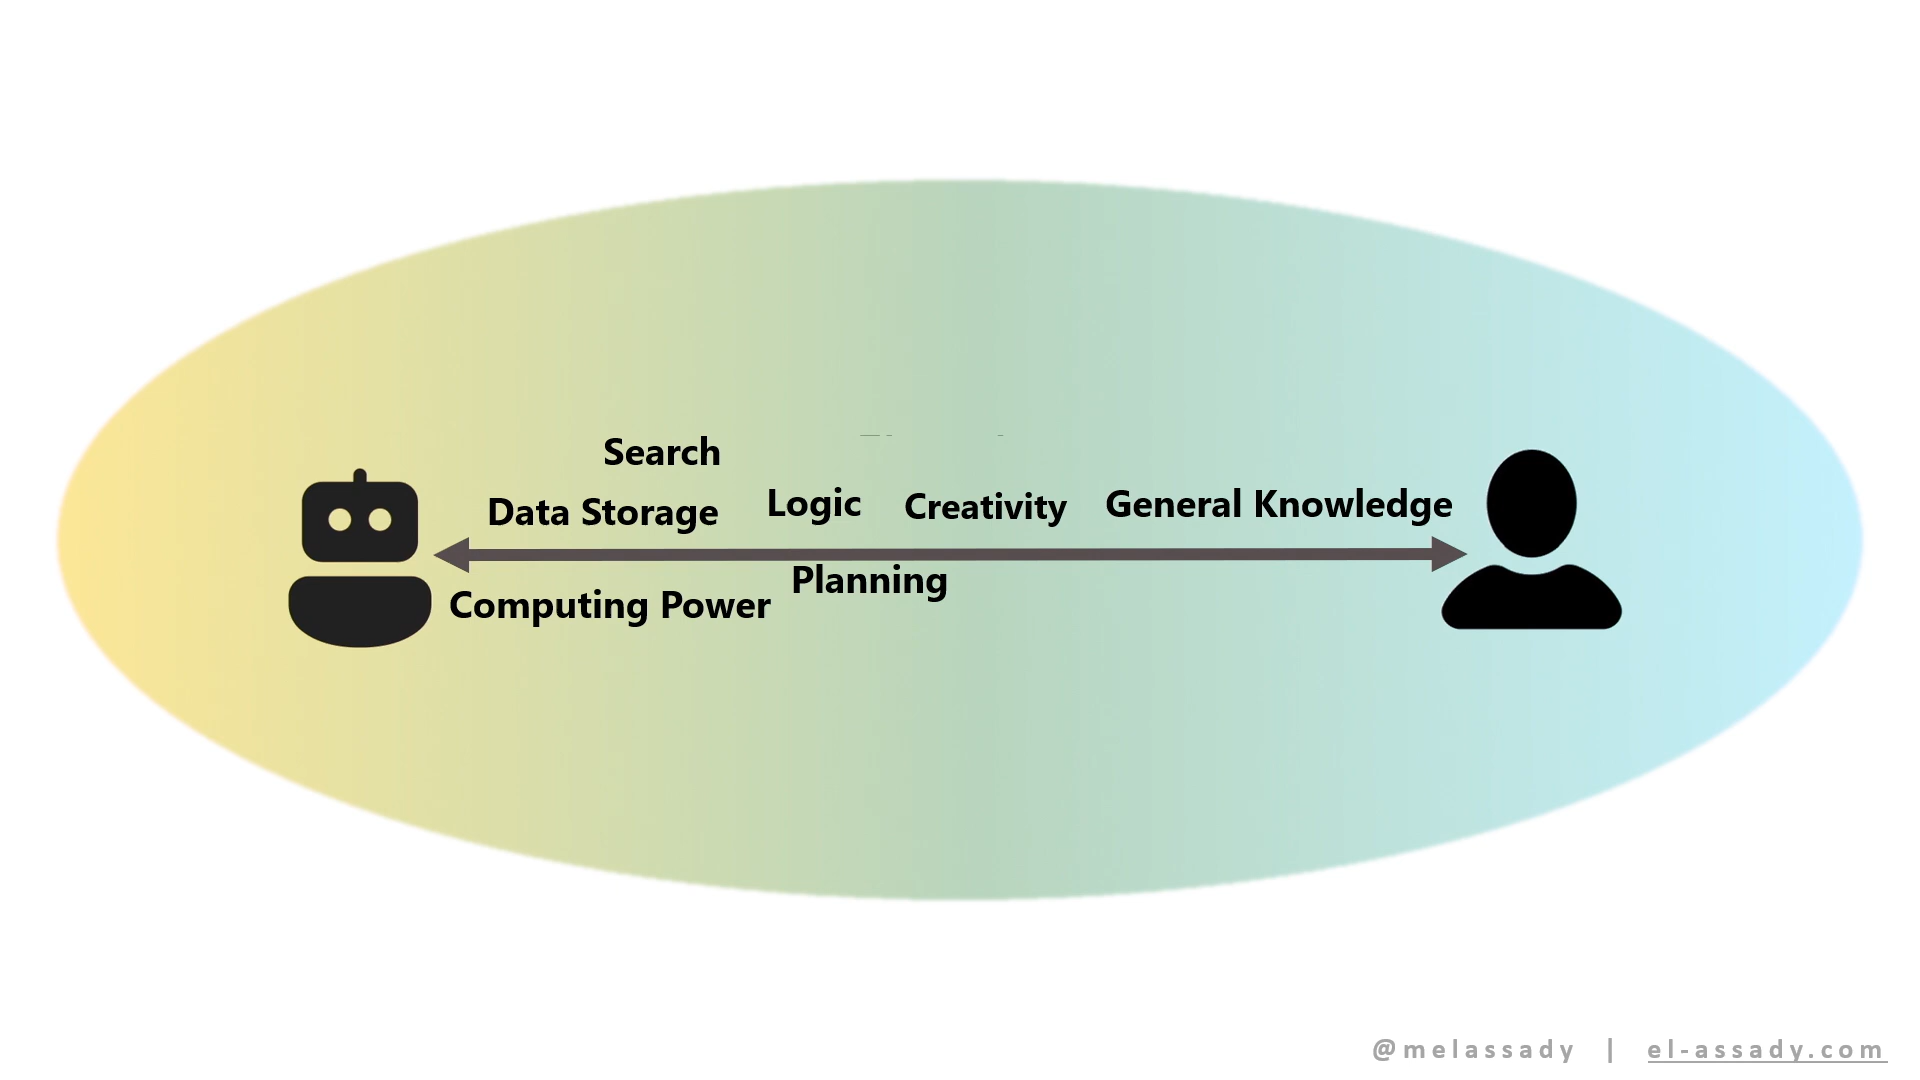 Search
Data Storage
Logic
Creativity
General Knowledge
Planning
Computing Power
@melassady | el-assady.com